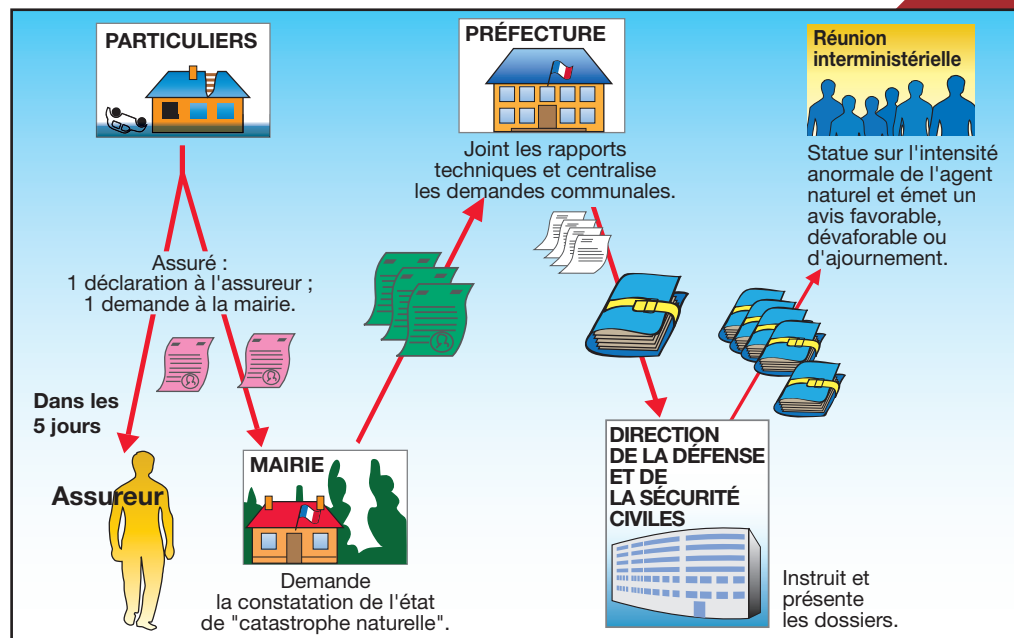 PARTICULIERS
Assuré :
1 déclaration à l'assureur ;
1 demande à la mairie.
Dans les
5 jours
Assureur
MAIRIE
Demande
la constatation de l'état
de "catastrophe naturelle".
PRÉFECTURE
Joint les rapports
techniques et centralise
les demandes communales.
DIRECTION
DE LA DÉFENSE
ET DE
LA SÉCURITÉ
CIVILES
Instruit et
présente
les dossiers.
Réunion
interministérielle
Statue sur l'intensité
anormale de l'agent
naturel et émet un
avis favorable,
dévaforable ou
d'ajournement.